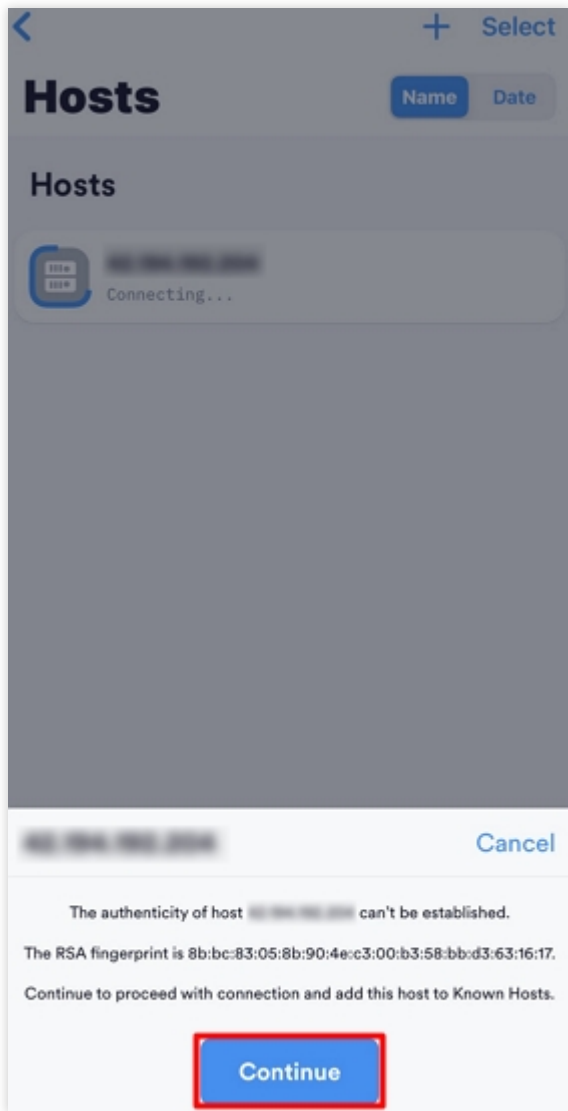 Select
Hosts
Name Date
Hosts
Connecting...
Cancel
The authenticity of host can't be established.
The RSA fingerprint is 8b:bc:83:05:8b:90:4e:c3:00:b3:58:bb:d3:63:16:17.
Continue to proceed with connection and add this host to Known Hosts.
Continue